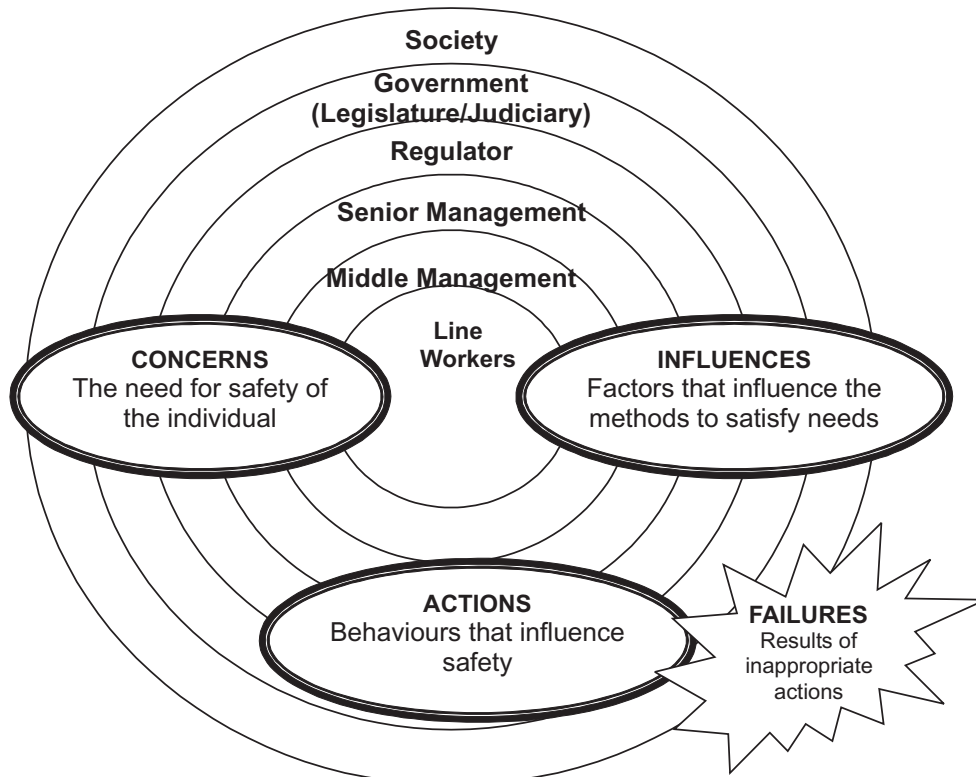 Society
Government
(Legislature/Judiciary)
Regulator
Senior Management
Middle Management
Line
Workers
CONCERNS
The need for safety of
the individual
INFLUENCES
Factors that influence the
methods to satisfy needs
ACTIONS
Behaviours that influence
safety
FAILURES
Results of
inappropriate
actions